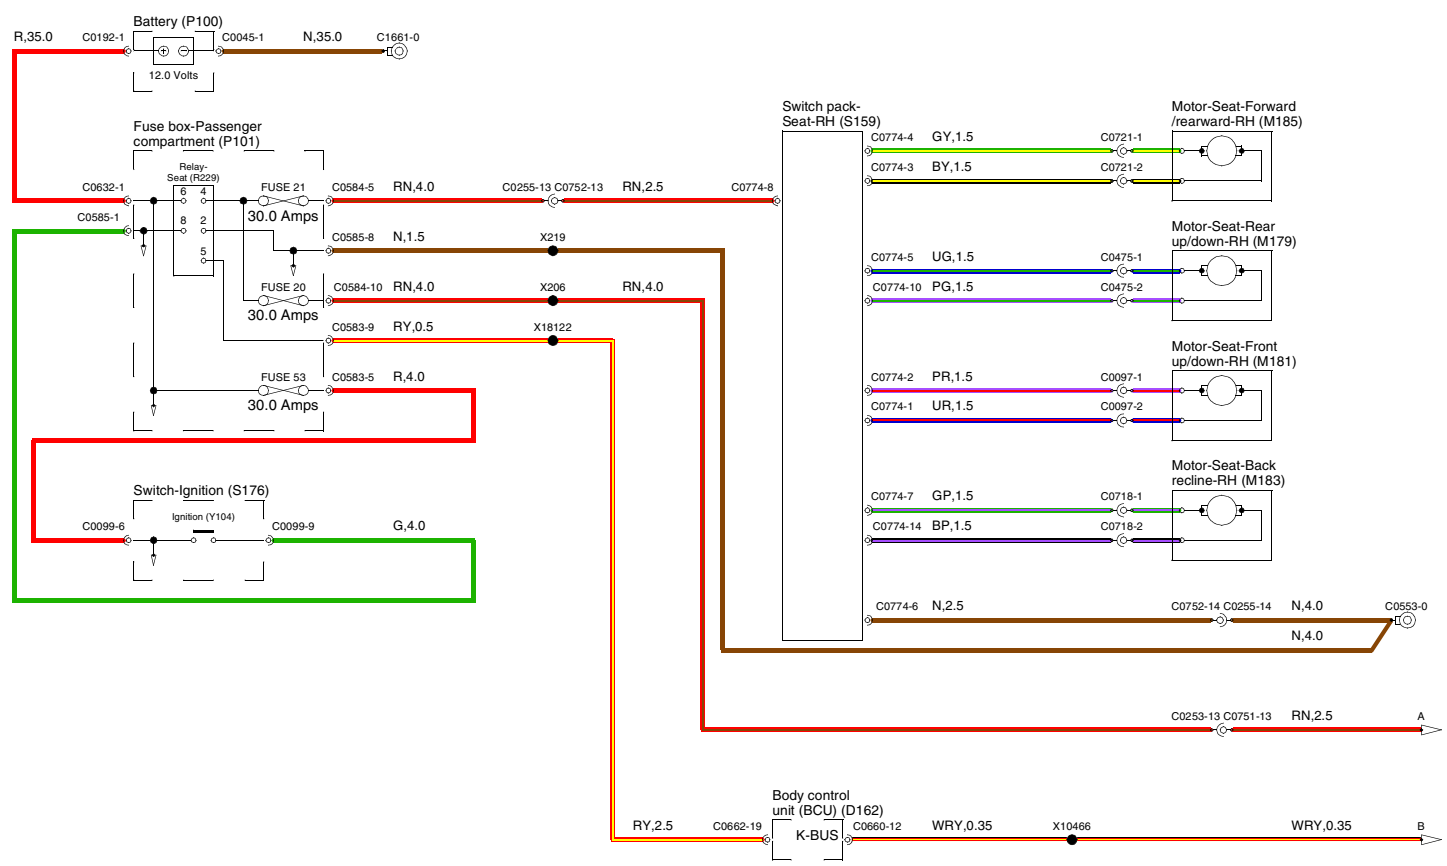 Battery (P100)
R,35.0
C0192-1
C0045-1
N,35.0
C1661-0
12.0 Volts
Fuse box-Passenger
compartment (P101)
Relay-
Seat (R229)
C0632-1
6
4
FUSE 21
30.0 Amps
C0584-5
RN,4.0
C0255-13 C0752-13
RN,2.5
C0774-8
C0585-1
8
2
C0585-8
N,1.5
X219
5
FUSE 20
30.0 Amps
C0584-10
RN,4.0
X206
RN,4.0
C0583-9
RY,0.5
X18122
FUSE 53
30.0 Amps
C0583-5
R,4.0
Switch-Ignition (S176)
Ignition (Y104)
C0099-6
C0099-9
G,4.0
Switch pack-
Seat-RH (S159)
C0774-4
GY,1.5
C0721-1
C0774-3
BY,1.5
C0721-2
Motor-Seat-Forward
/rearward-RH (M185)
Motor-Seat-Rear
up/down-RH (M179)
C0774-5
UG,1.5
C0475-1
C0774-10
PG,1.5
C0475-2
Motor-Seat-Front
up/down-RH (M181)
C0774-2
PR,1.5
C0097-1
C0774-1
UR,1.5
C0097-2
Motor-Seat-Back
recline-RH (M183)
C0774-7
GP,1.5
C0718-1
C0774-14
BP,1.5
C0718-2
C0774-6
N,2.5
C0752-14 C0255-14
N,4.0
C0553-0
N,4.0
C0253-13 C0751-13
RN,2.5
A
Body control
unit (BCU) (D162)
RY,2.5
C0662-19
K-BUS
C0660-12
WRY,0.35
X10466
WRY,0.35
B